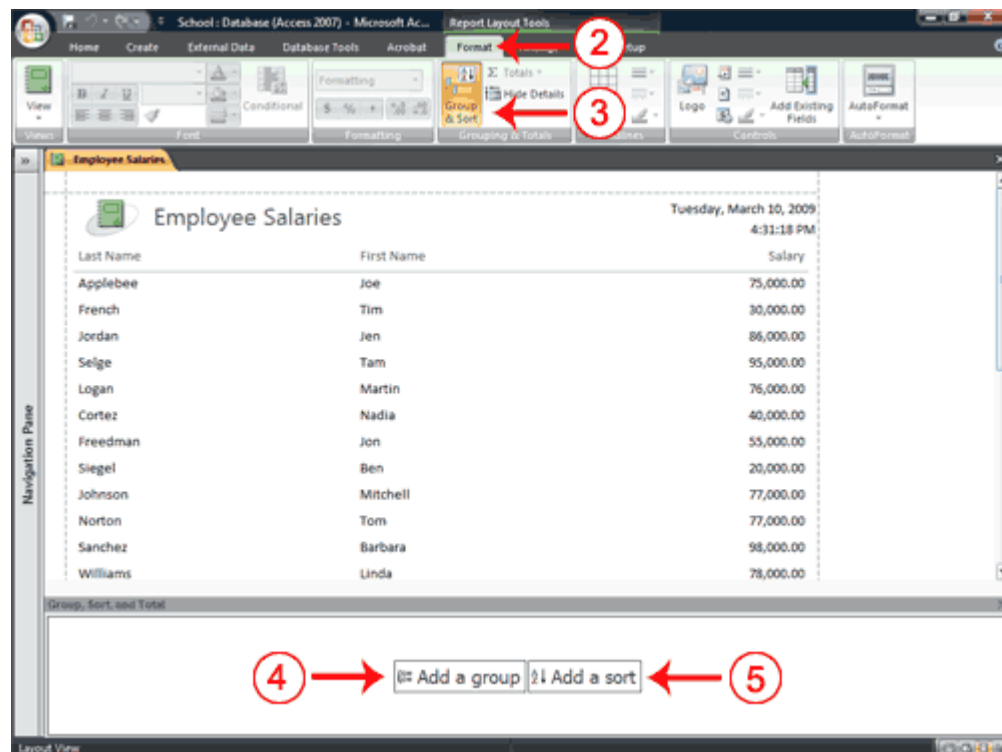 School : Database (Access 2007) - Microsoft Ac... Report Layout Tools
Home Create External Data Database Tools Acrobat Format tup
2
View
B I U
Conditional
Formatting
$ % ,
Group & Sort
Σ Totals
Hide Details
3
Logo
Add Existing Fields
AutoFormat
Views Font Formatting Grouping & Totals lines Controls AutoFormat
»
Employee Salaries
Employee Salaries
Tuesday, March 10, 2009
4:31:18 PM
Last Name First Name Salary
Applebee Joe 75,000.00
French Tim 30,000.00
Jordan Jen 86,000.00
Selge Tam 95,000.00
Logan Martin 76,000.00
Cortez Nadia 40,000.00
Freedman Jon 55,000.00
Siegel Ben 20,000.00
Johnson Mitchell 77,000.00
Norton Tom 77,000.00
Sanchez Barbara 98,000.00
Williams Linda 78,000.00
Navigation Pane
Group, Sort, and Total
4 Add a group Add a sort 5
Layout View